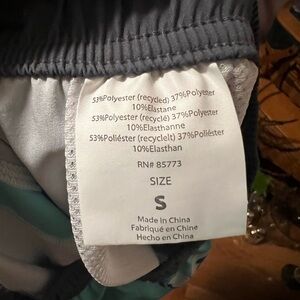 53%Polyester (recycled) 37%Polyester
10%Elastane
53%Polyester (recyclé) 37%Polyester
10%Elasthanne
53%Poliéster (recyclelt) 37%Poliéster
10%Elasthan
RN# 85773
SIZE
S
Made in China
Fabriqué en Chine
Hecho en China